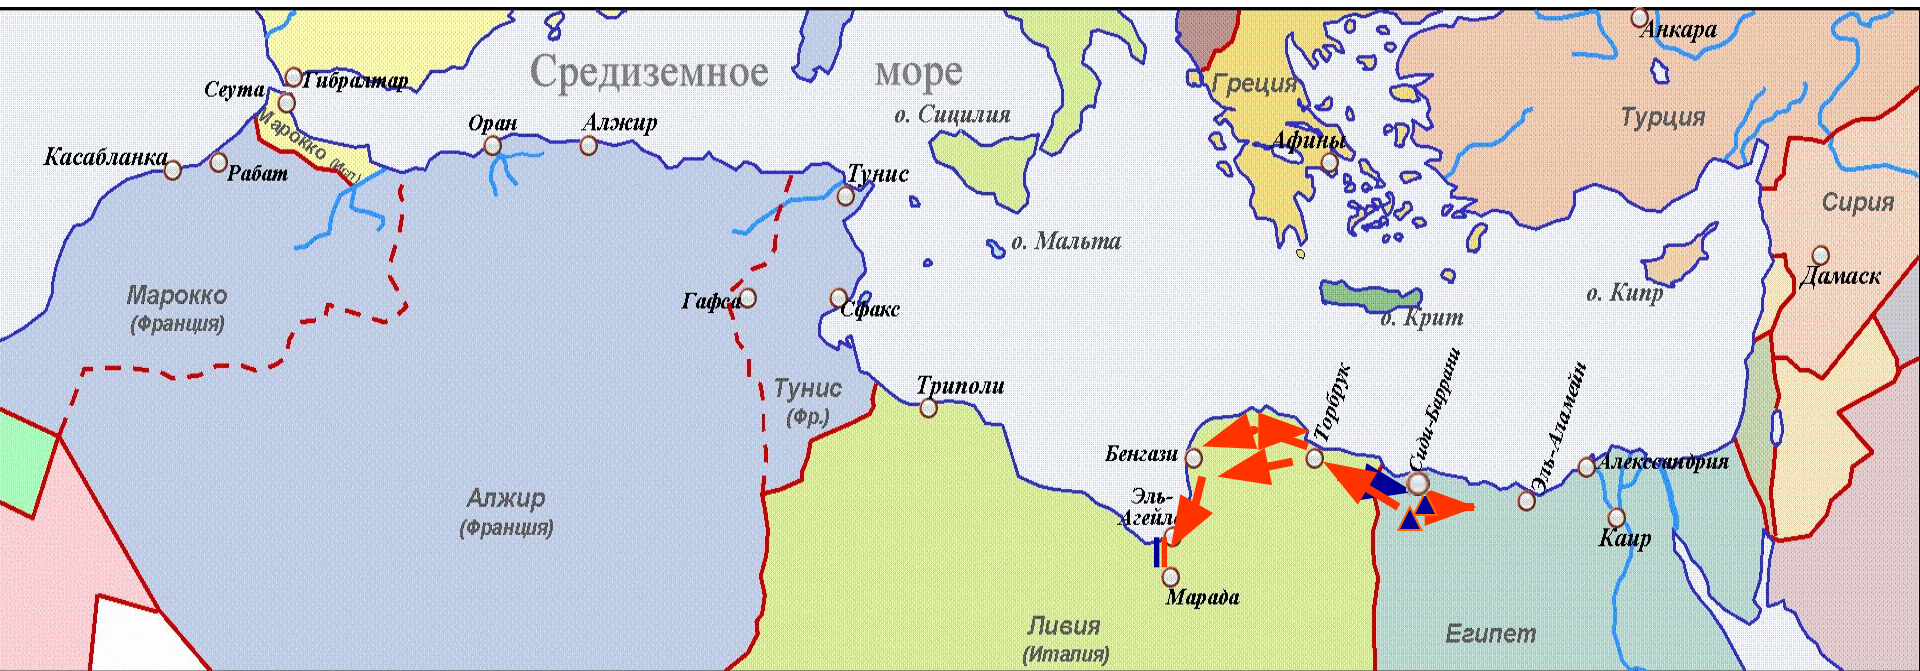 Анкара
Средиземное море
Гибралтар
Сеута
Греция
о. Сицилия
Турция
Марокко (Исп)
Оран
Алжир
Афины
Касабланка
Рабат
Тунис
Сирия
о. Мальта
Дамаск
Марокко
(Франция)
Гафса
Сфакс
о. Кипр
о. Крит
Тунис
(Фр.)
Триполи
Торбрук
Сиди-Баррани
Эль-Аламейн
Бенгази
Александрия
Алжир
(Франция)
Эль-
Агейла
Каир
Марада
Ливия
(Италия)
Египет